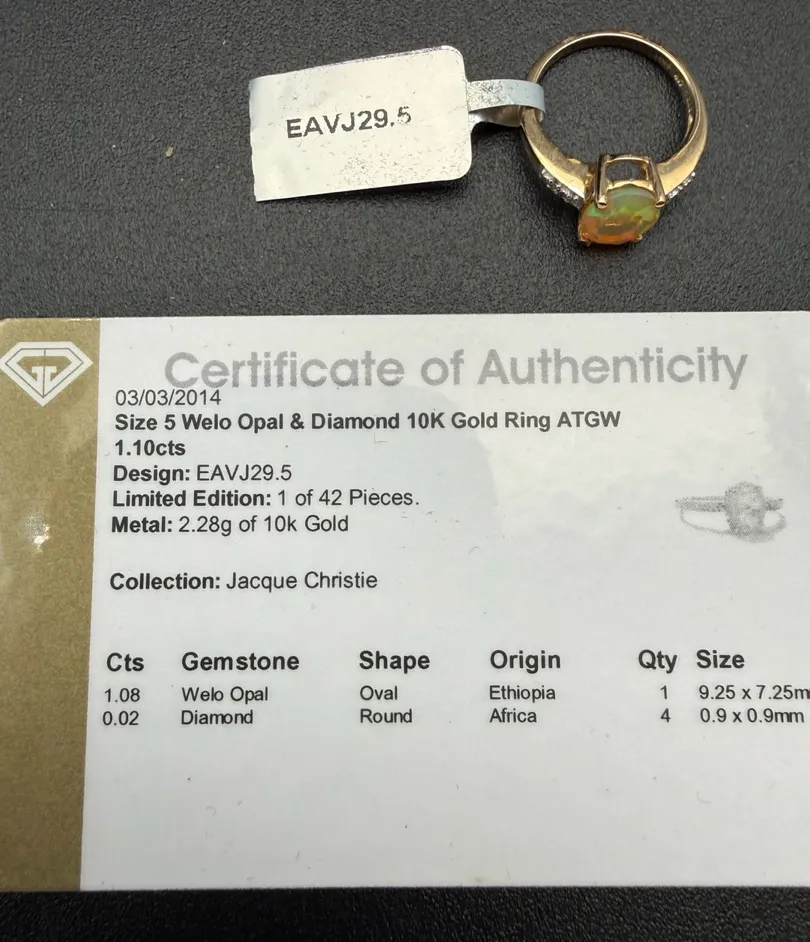 EAVJ29.5
Certificate of Authenticity
03/03/2014
Size 5 Welo Opal & Diamond 10K Gold Ring ATGW
1.10cts
Design: EAVJ29.5
Limited Edition: 1 of 42 Pieces.
Metal: 2.28g of 10k Gold
Collection: Jacque Christie
Cts Gemstone Shape Origin Qty Size
1.08 Welo Opal Oval Ethiopia 1 9.25 x 7.25m
0.02 Diamond Round Africa 4 0.9 x 0.9mm